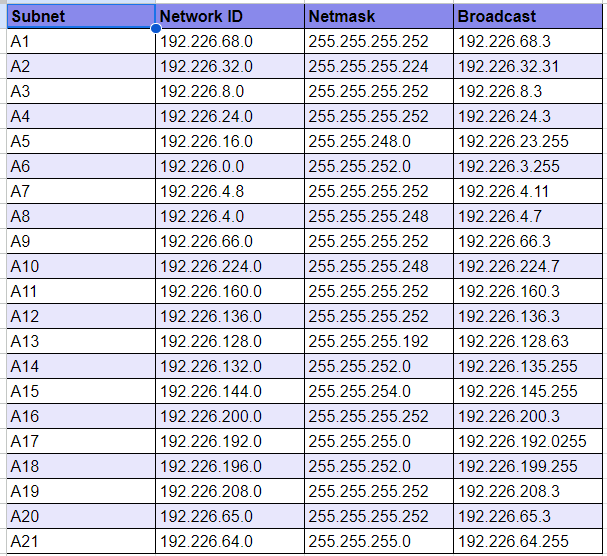 Subnet Network ID Netmask Broadcast
A1 192.226.68.0 255.255.255.252 192.226.68.3
A2 192.226.32.0 255.255.255.224 192.226.32.31
A3 192.226.8.0 255.255.255.252 192.226.8.3
A4 192.226.24.0 255.255.255.252 192.226.24.3
A5 192.226.16.0 255.255.248.0 192.226.23.255
A6 192.226.0.0 255.255.252.0 192.226.3.255
A7 192.226.4.8 255.255.255.252 192.226.4.11
A8 192.226.4.0 255.255.255.248 192.226.4.7
A9 192.226.66.0 255.255.255.252 192.226.66.3
A10 192.226.224.0 255.255.255.248 192.226.224.7
A11 192.226.160.0 255.255.255.252 192.226.160.3
A12 192.226.136.0 255.255.255.252 192.226.136.3
A13 192.226.128.0 255.255.255.192 192.226.128.63
A14 192.226.132.0 255.255.252.0 192.226.135.255
A15 192.226.144.0 255.255.254.0 192.226.145.255
A16 192.226.200.0 255.255.255.252 192.226.200.3
A17 192.226.192.0 255.255.255.0 192.226.192.0255
A18 192.226.196.0 255.255.252.0 192.226.199.255
A19 192.226.208.0 255.255.255.252 192.226.208.3
A20 192.226.65.0 255.255.255.252 192.226.65.3
A21 192.226.64.0 255.255.255.0 192.226.64.255